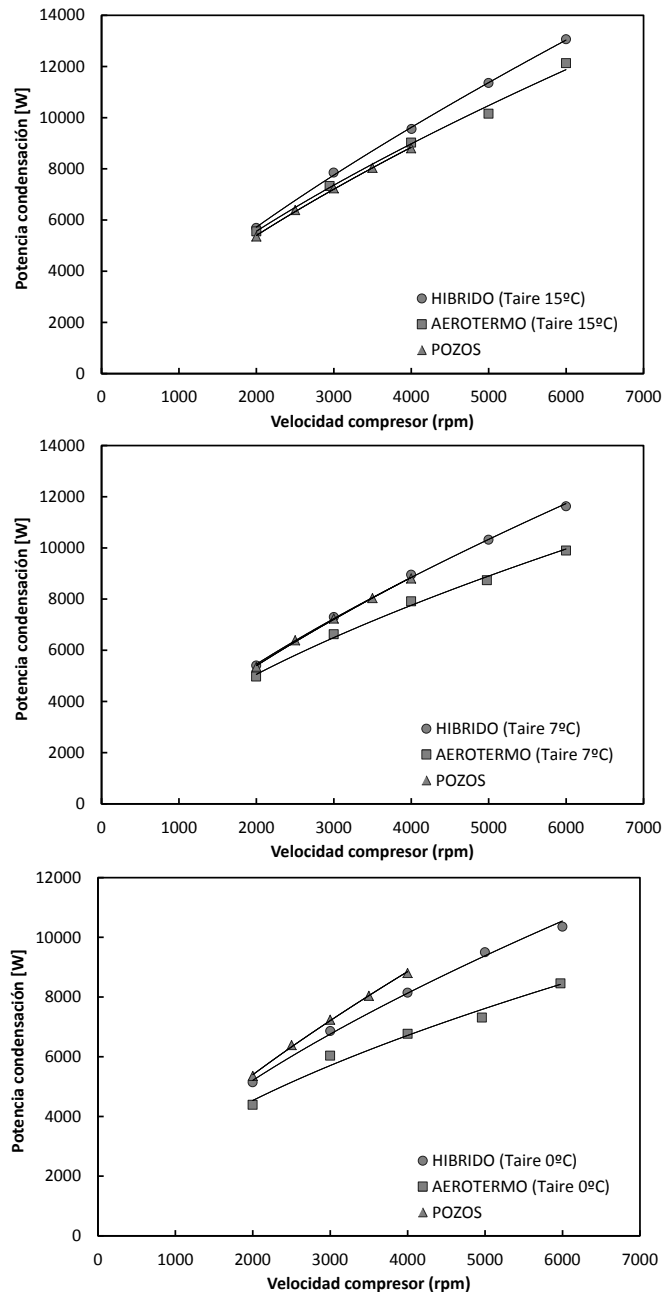 14000
12000
10000
8000
6000
4000
2000
0
Potencia condensación [W]
HIBRIDO (Taire 15ºC)
AEROTERMO (Taire 15ºC)
POZOS
0 1000 2000 3000 4000 5000 6000 7000
Velocidad compresor (rpm)
14000
12000
10000
8000
6000
4000
2000
0
Potencia condensación [W]
HIBRIDO (Taire 7ºC)
AEROTERMO (Taire 7ºC)
POZOS
0 1000 2000 3000 4000 5000 6000 7000
Velocidad compresor (rpm)
12000
10000
8000
6000
4000
2000
0
Potencia condensación [W]
HIBRIDO (Taire 0ºC)
AEROTERMO (Taire 0ºC)
POZOS
0 1000 2000 3000 4000 5000 6000 7000
Velocidad compresor (rpm)